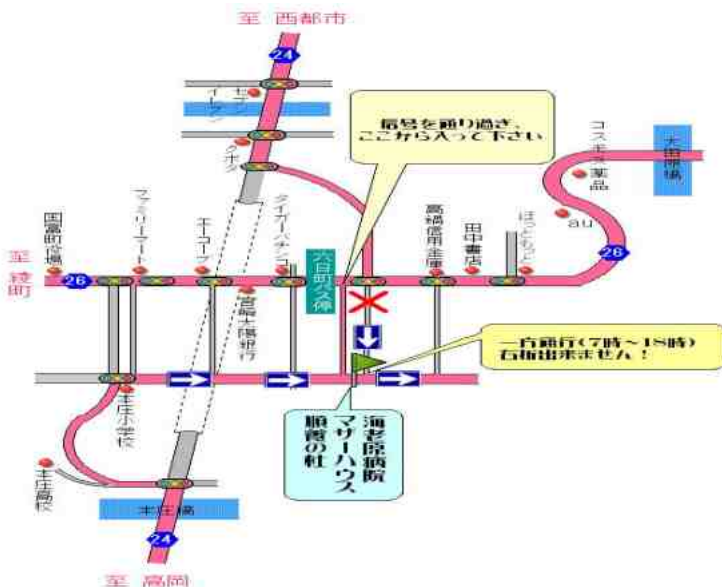 至 西都市
24
セブン
イレブン
クボタ
信号を通り過ぎ、
ここから入って下さい
コスモス薬品
太田原橋
au
国富町役場
ファミリーマート
エーコープ
タイガーパチンコ
六日町バス停
高鍋信用金庫
田中書店
ほっともっと
至 綾町
26
26
宮崎太陽銀行
一方通行(7時～18時)
右折出来ません！
本庄小学校
海老原病院
マザーハウス
順養の杜
本庄高校
本庄橋
24
至 高岡